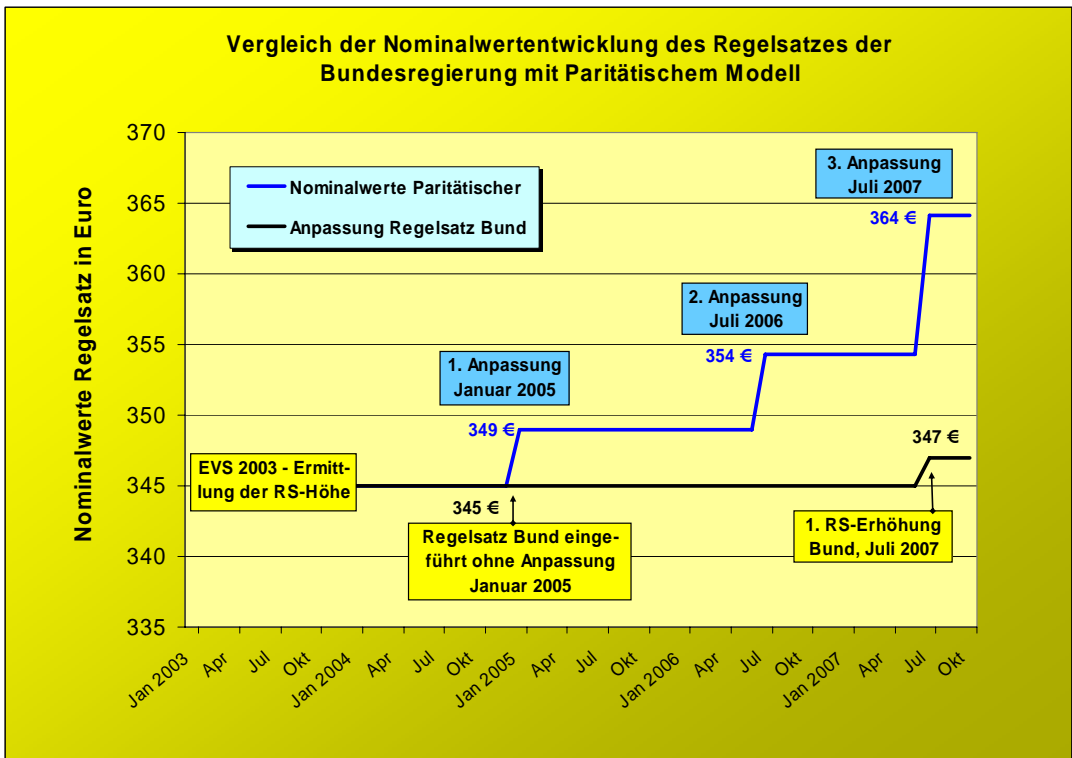 Vergleich der Nominalwertentwicklung des Regelsatzes der
Bundesregierung mit Paritätischem Modell
Nominalwerte Regelsatz in Euro
370
365
360
355
350
345
340
335
Nominalwerte Paritätischer
Anpassung Regelsatz Bund
3. Anpassung
Juli 2007
364 €
2. Anpassung
Juli 2006
354 €
1. Anpassung
Januar 2005
349 €
347 €
EVS 2003 - Ermitt-
lung der RS-Höhe
345 €
Regelsatz Bund einge-
führt ohne Anpassung
Januar 2005
1. RS-Erhöhung
Bund, Juli 2007
Jan 2003
Apr
Jul
Okt
Jan 2004
Apr
Jul
Okt
Jan 2005
Apr
Jul
Okt
Jan 2006
Apr
Jul
Okt
Jan 2007
Apr
Jul
Okt